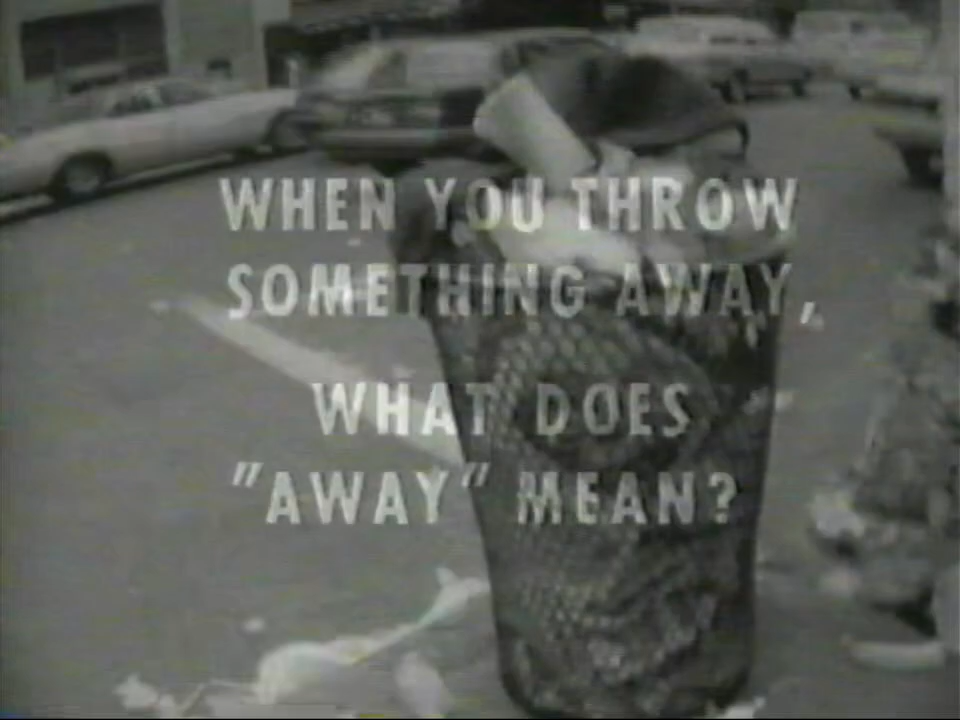 WHEN YOU THROW
SOMETHING AWAY,
WHAT DOES
"AWAY" MEAN?